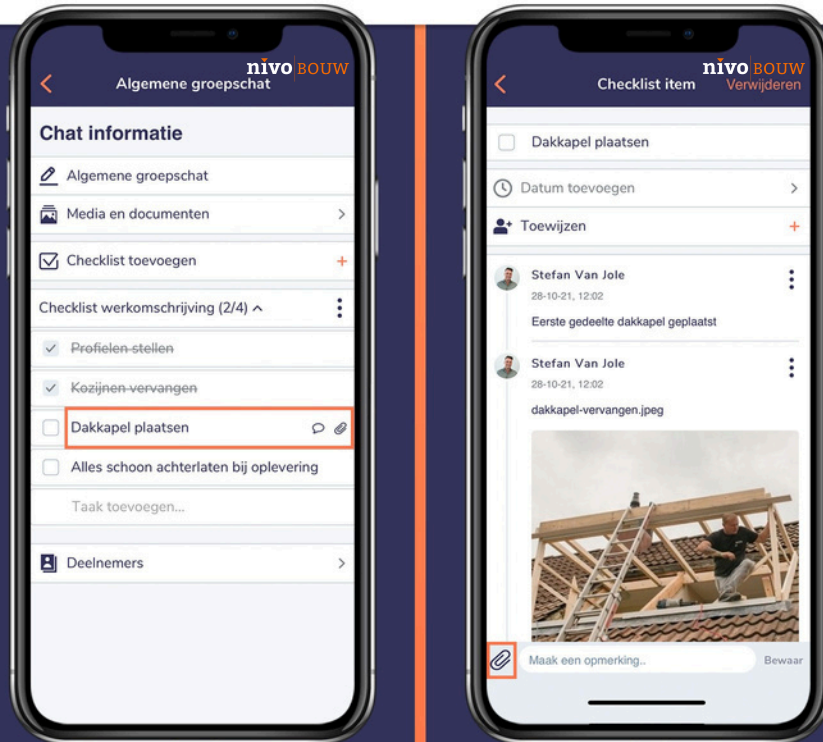 nivo BOUW
Algemene groepschat
Chat informatie
Algemene groepschat
Media en documenten
Checklist toevoegen
Checklist werkomschrijving (2/4)
Profielen stellen
Kozijnen vervangen
Dakkapel plaatsen
Alles schoon achterlaten bij oplevering
Taak toevoegen...
Deelnemers
nivo BOUW
Checklist item
Verwijderen
Dakkapel plaatsen
Datum toevoegen
Toewijzen
Stefan Van Jole
28-10-21, 12:02
Eerste gedeelte dakkapel geplaatst
Stefan Van Jole
28-10-21, 12:02
dakkapel-vervangen.jpeg
Maak een opmerking..
Bewaar